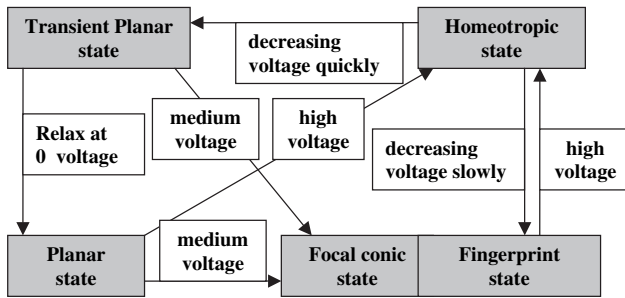 Transient Planar
state
decreasing
voltage quickly
Homeotropic
state
Relax at
0 voltage
medium
voltage
high
voltage
decreasing
voltage slowly
high
voltage
Planar
state
medium
voltage
Focal conic
state
Fingerprint
state